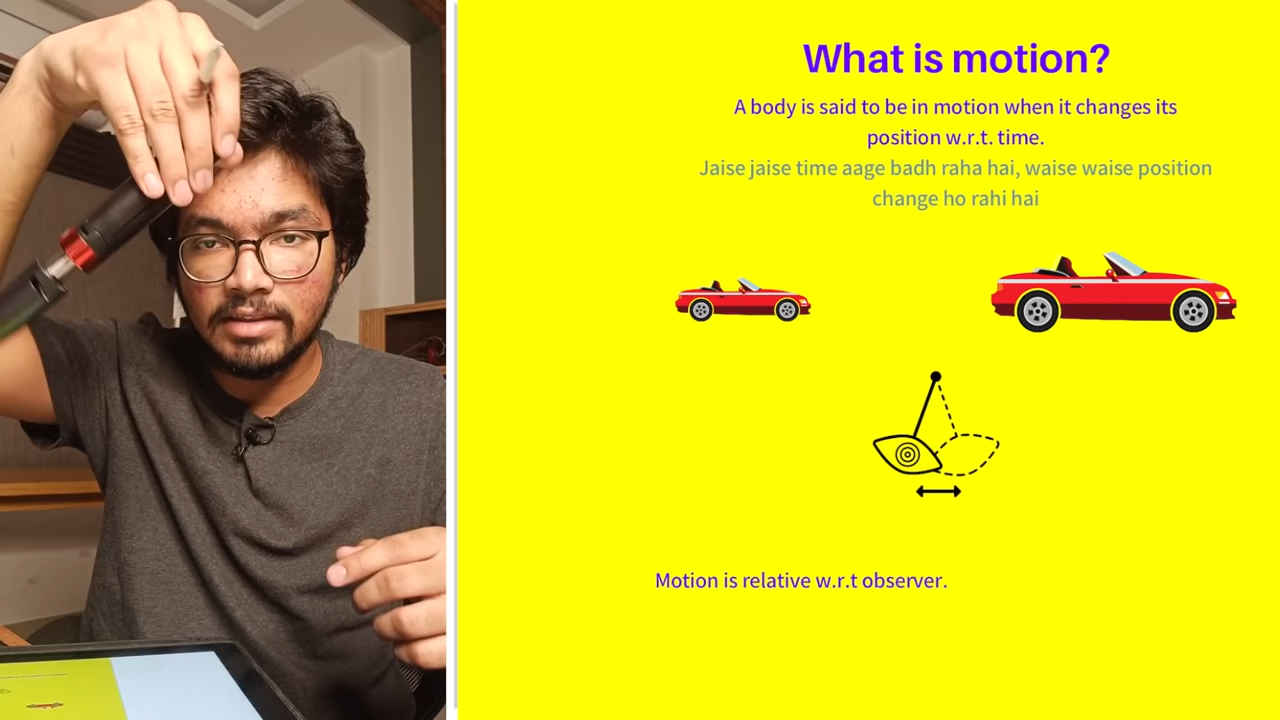 What is motion?
A body is said to be in motion when it changes its
position w.r.t. time.
Jaise jaise time aage badh raha hai, waise waise position
change ho rahi hai
Motion is relative w.r.t observer.